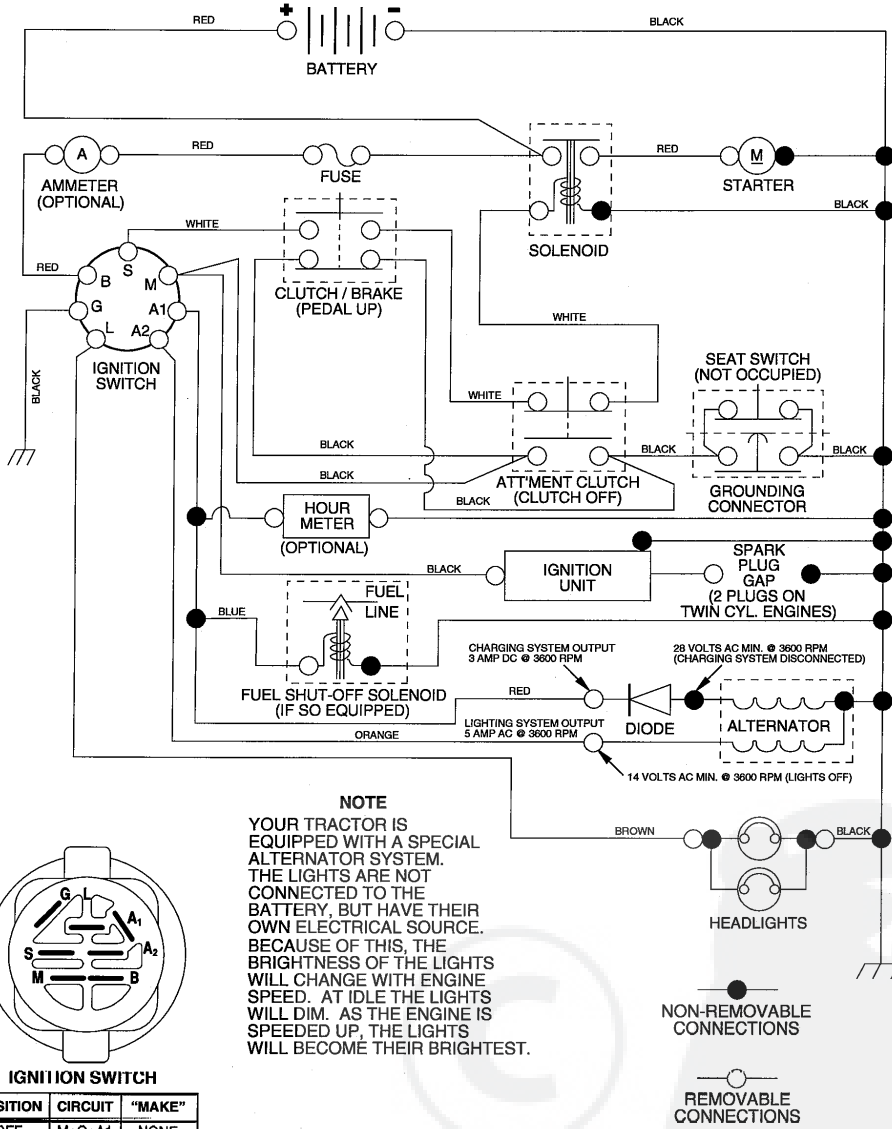 + -
RED
BLACK
BATTERY
A
RED
AMMETER
(OPTIONAL)
FUSE
RED
M
STARTER
BLACK
SOLENOID
WHITE
CLUTCH / BRAKE
(PEDAL UP)
RED
S
B
M
G
A1
L
A2
IGNITION
SWITCH
BLACK
WHITE
SEAT SWITCH
(NOT OCCUPIED)
WHITE
BLACK
BLACK
BLACK
BLACK
BLACK
ATT'MENT CLUTCH
(CLUTCH OFF)
GROUNDING
CONNECTOR
HOUR
METER
(OPTIONAL)
BLACK
IGNITION
UNIT
SPARK
PLUG
GAP
(2 PLUGS ON
TWIN CYL. ENGINES)
BLUE
FUEL
LINE
FUEL SHUT-OFF SOLENOID
(IF SO EQUIPPED)
CHARGING SYSTEM OUTPUT
3 AMP DC @ 3600 RPM
28 VOLTS AC MIN. @ 3600 RPM
(CHARGING SYSTEM DISCONNECTED)
RED
DIODE
ALTERNATOR
LIGHTING SYSTEM OUTPUT
5 AMP AC @ 3600 RPM
ORANGE
14 VOLTS AC MIN. @ 3600 RPM (LIGHTS OFF)
BROWN
BLACK
HEADLIGHTS
NOTE
YOUR TRACTOR IS
EQUIPPED WITH A SPECIAL
ALTERNATOR SYSTEM.
THE LIGHTS ARE NOT
CONNECTED TO THE
BATTERY, BUT HAVE THEIR
OWN ELECTRICAL SOURCE.
BECAUSE OF THIS, THE
BRIGHTNESS OF THE LIGHTS
WILL CHANGE WITH ENGINE
SPEED. AT IDLE THE LIGHTS
WILL DIM. AS THE ENGINE IS
SPEEDED UP, THE LIGHTS
WILL BECOME THEIR BRIGHTEST.
G L
A1
S
A2
M B
IGNITION SWITCH
SITION CIRCUIT "MAKE"
NON-REMOVABLE
CONNECTIONS
REMOVABLE
CONNECTIONS
©